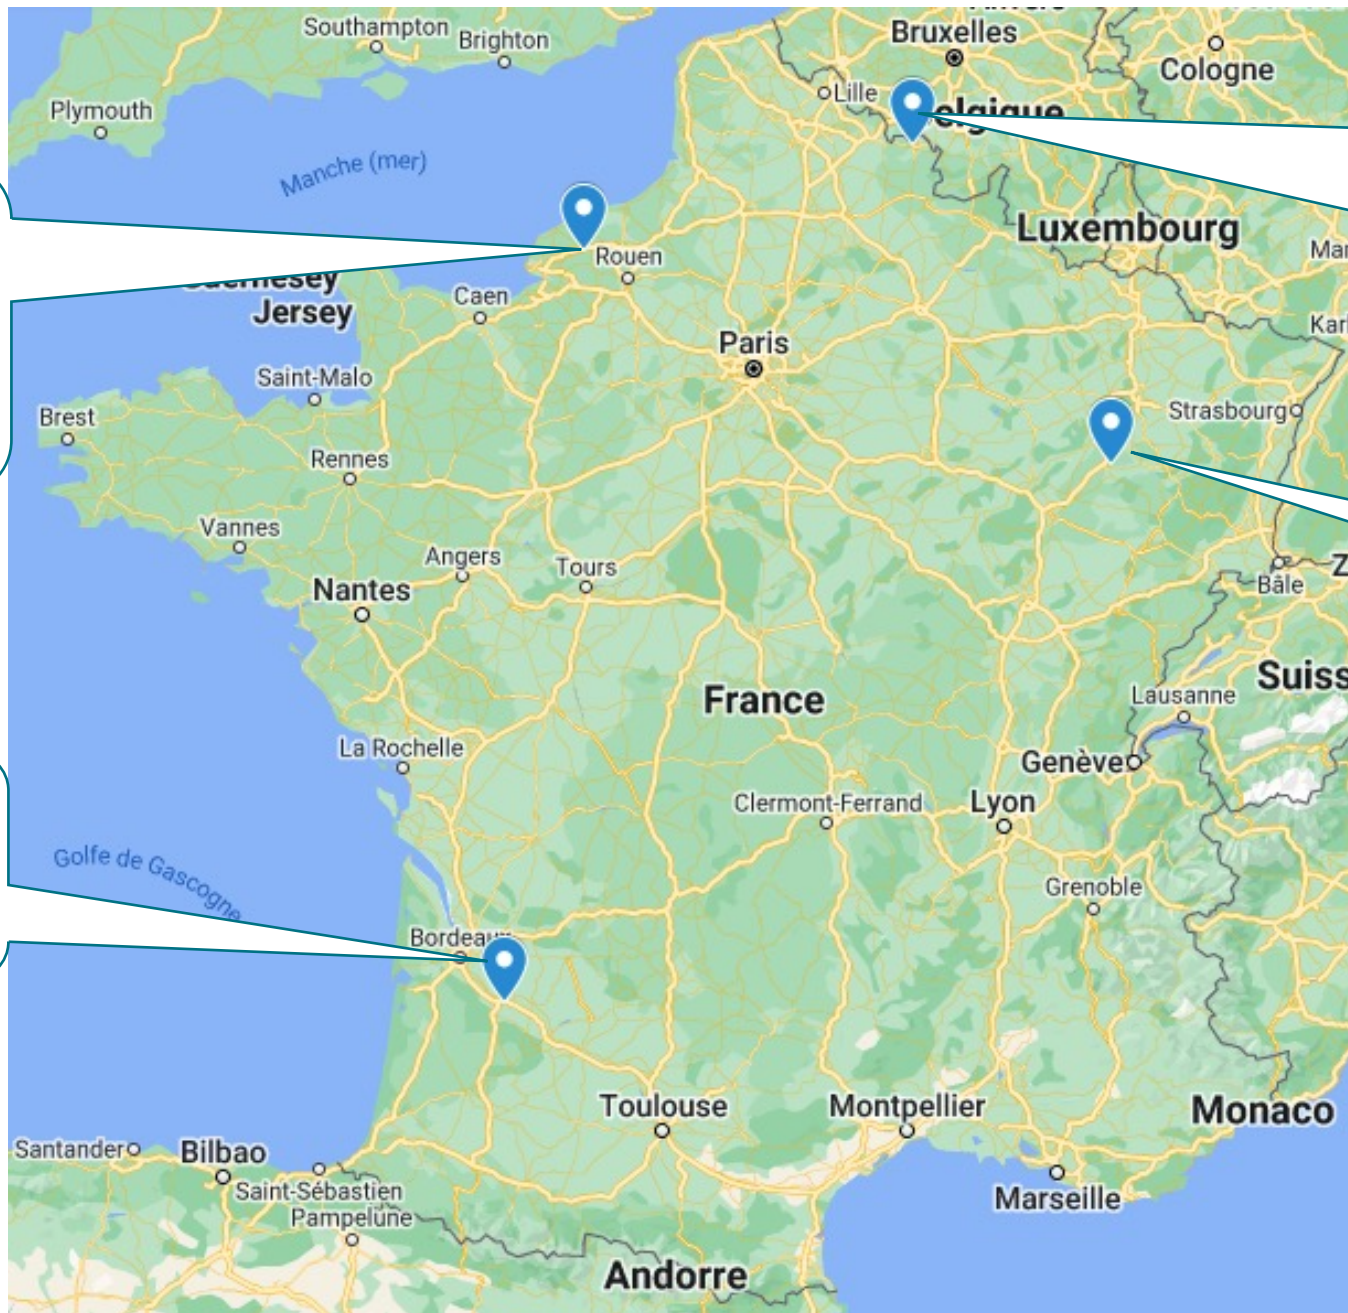 Southampton
Brighton
Bruxelles
Cologne
Plymouth
Lille
Manche (mer)
Luxembourg
Rouen
Caen
Jersey
Paris
Saint-Malo
Brest
Strasbourg
Rennes
Vannes
Angers
Tours
Nantes
Bâle
France
Lausanne
Suiss
La Rochelle
Genève
Clermont-Ferrand
Lyon
Golfe de Gascogne
Grenoble
Toulouse
Montpellier
Monaco
Santander
Bilbao
Saint-Sébastien
Marseille
Pampelune
Andorre